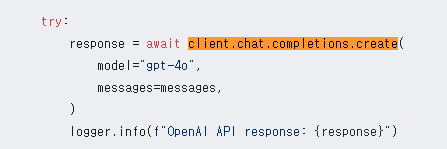 try:
    response = await client.chat.completions.create(
        model="gpt-4o",
        messages=messages,
    )
    logger.info(f"OpenAI API response: {response}")